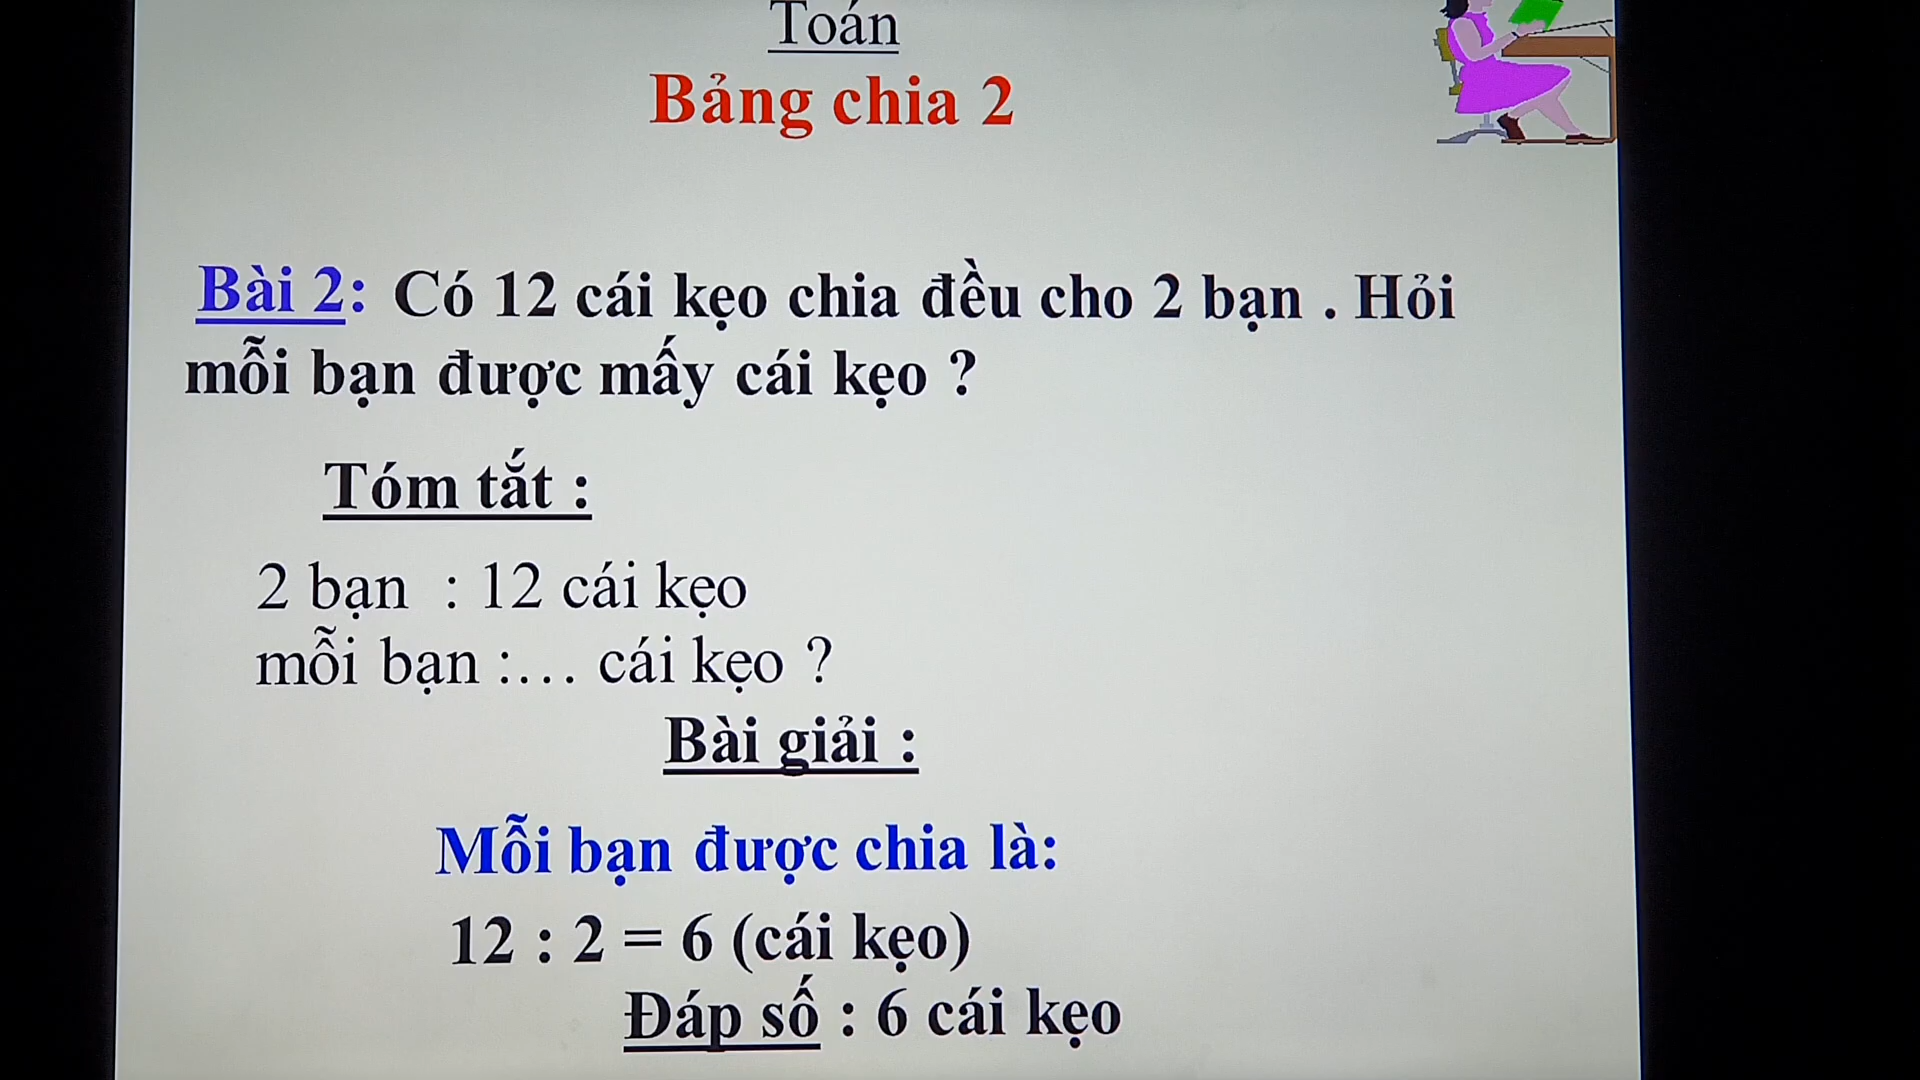 Toán
Bảng chia 2
Bài 2: Có 12 cái kẹo chia đều cho 2 bạn . Hỏi
mỗi bạn được mấy cái kẹo ?
Tóm tắt :
2 bạn : 12 cái kẹo
mỗi bạn :... cái kẹo ?
Bài giải :
Mỗi bạn được chia là:
12 : 2 = 6 (cái kẹo)
Đáp số : 6 cái kẹo